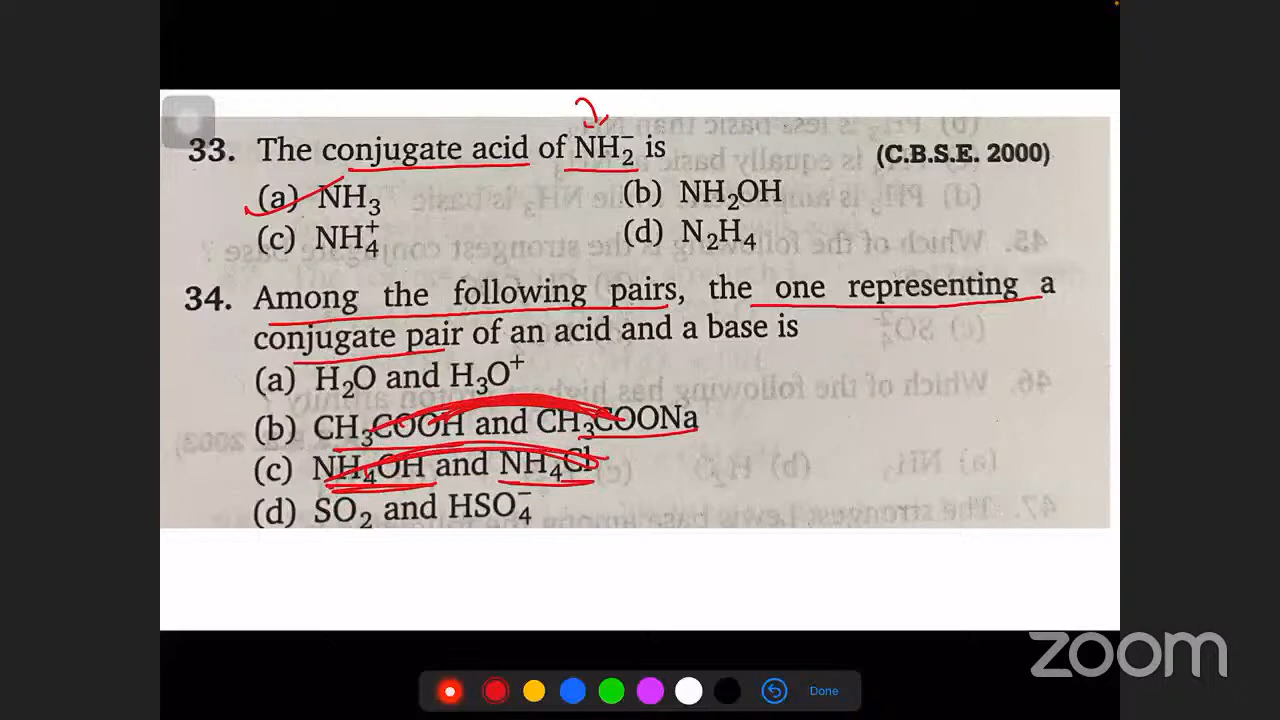 33. The conjugate acid of NH₂⁻ is (C.B.S.E. 2000)
(a) NH₃ (b) NH₂OH
(c) NH₄⁺ (d) N₂H₄
34. Among the following pairs, the one representing a
conjugate pair of an acid and a base is
(a) H₂O and H₃O⁺
(b) CH₃COOH and CH₃COONa
(c) NH₄OH and NH₄Cl
(d) SO₂ and HSO₄⁻
zoom
Done